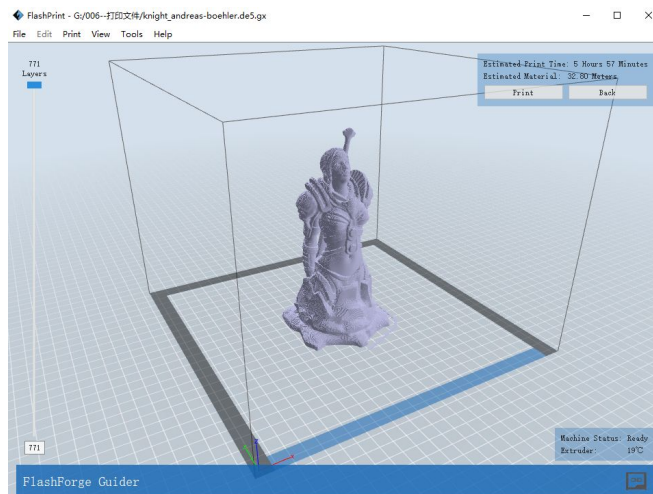 FlashPrint - G:/006--打印文件/knight_andreas-boehler.de5.gx
File Edit Print View Tools Help
771
Layers
Estimated Print Time: 5 Hours 57 Minutes
Estimated Material: 32.80 Meters
Print Back
771
Machine Status: Ready
Extruder: 19℃
FlashForge Guider